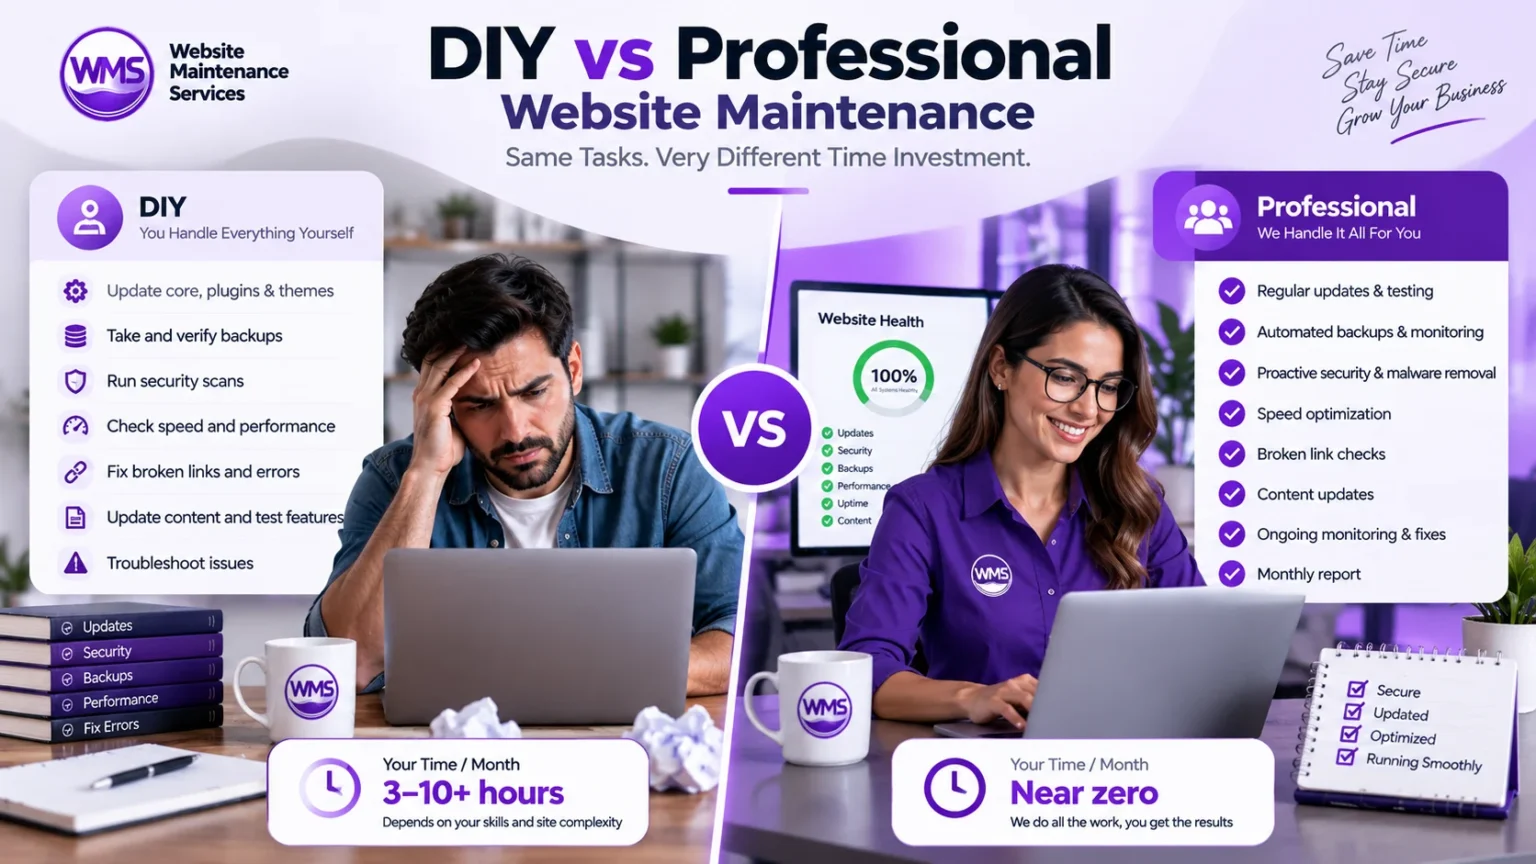 WMS
Website
Maintenance
Services
DIY vs Professional
Website Maintenance
Same Tasks. Very Different Time Investment.
Save Time
Stay Secure
Grow Your Business
DIY
You Handle Everything Yourself
Update core, plugins & themes
Take and verify backups
Run security scans
Check speed and performance
Fix broken links and errors
Update content and test features
Troubleshoot issues
Updates
Security
Backups
Performance
Fix Errors
WMS
Your Time / Month
3–10+ hours
Depends on your skills and site complexity
VS
Website Health
100%
All Systems Healthy
Updates
Security
Backups
Performance
Uptime
Content
WMS
WMS
Professional
We Handle It All For You
Regular updates & testing
Automated backups & monitoring
Proactive security & malware removal
Speed optimization
Broken link checks
Content updates
Ongoing monitoring & fixes
Monthly report
Secure
Updated
Optimized
Running Smoothly
Your Time / Month
Near zero
We do all the work, you get the results